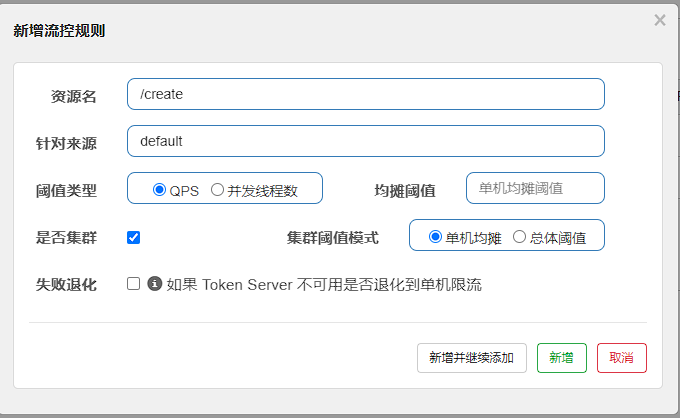 新增流控规则
×
资源名 /create
针对来源 default
阈值类型 QPS 并发线程数 均摊阈值 单机均摊阈值
是否集群 集群阈值模式 单机均摊 总体阈值
失败退化 如果 Token Server 不可用是否退化到单机限流
新增并继续添加 新增 取消